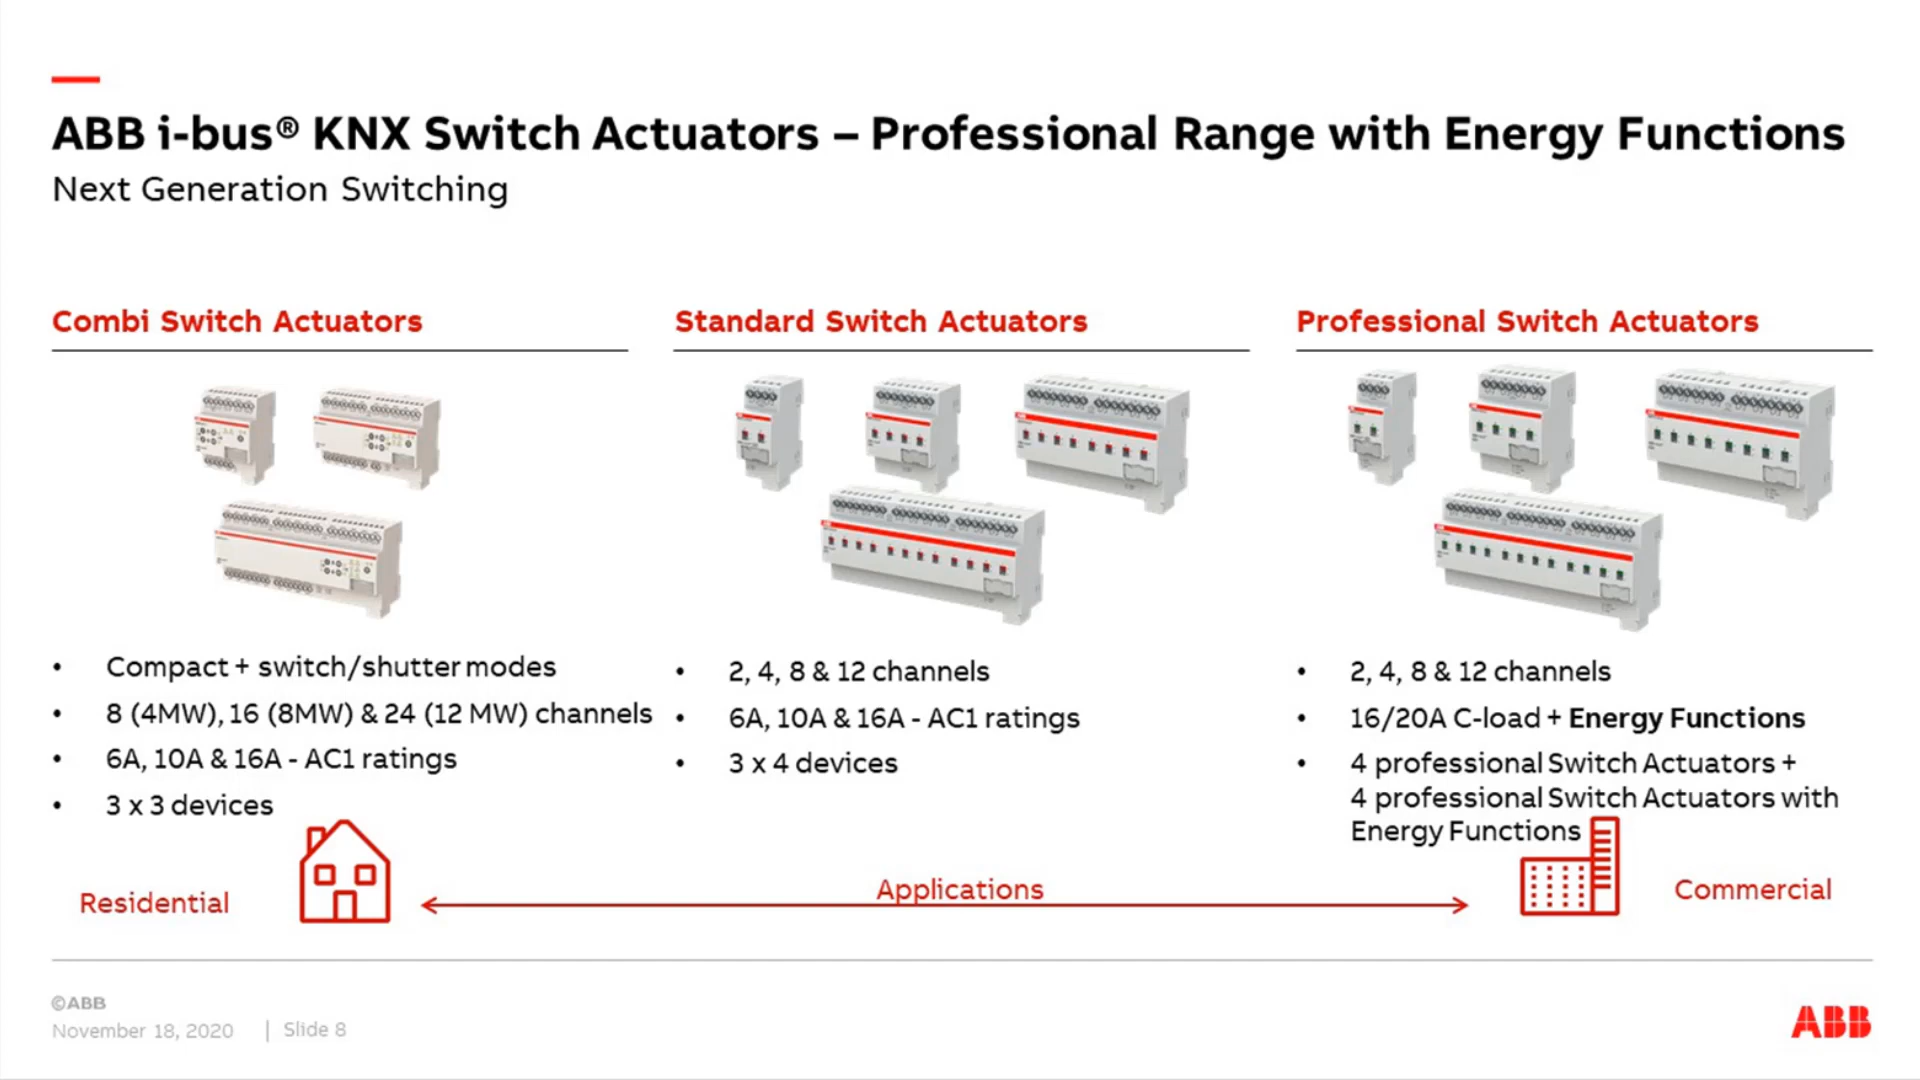 ABB i-bus® KNX Switch Actuators – Professional Range with Energy Functions
Next Generation Switching
Combi Switch Actuators
Compact + switch/shutter modes
8 (4MW), 16 (8MW) & 24 (12 MW) channels
6A, 10A & 16A - AC1 ratings
3 x 3 devices
Standard Switch Actuators
2, 4, 8 & 12 channels
6A, 10A & 16A - AC1 ratings
3 x 4 devices
Professional Switch Actuators
2, 4, 8 & 12 channels
16/20A C-load + Energy Functions
4 professional Switch Actuators +
4 professional Switch Actuators with
Energy Functions
Residential
Applications
Commercial
©ABB
November 18, 2020 | Slide 8
ABB